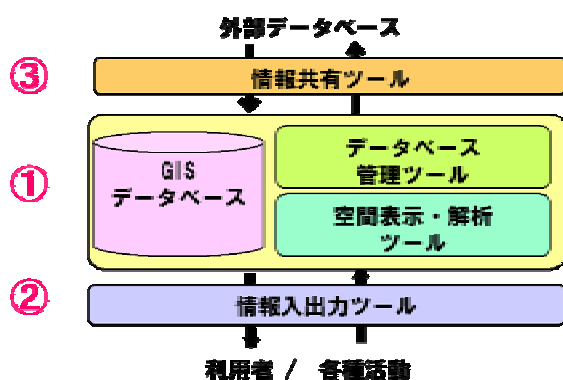 外部データベース
③ 情報共有ツール
① GIS
データベース
データベース
管理ツール
空間表示・解析
ツール
② 情報入出力ツール
利用者 / 各種活動